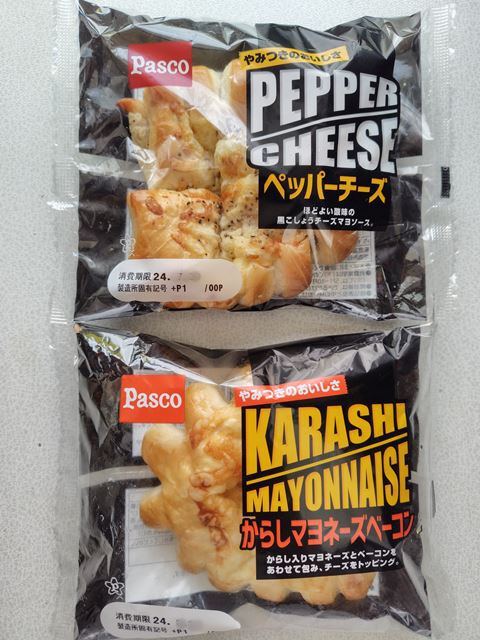 Pasco
やみつきのおいしさ
PEPPER
CHEESE
ペッパーチーズ
ほどよい酸味の
黒こしょうチーズマヨソース。
消費期限 24. 7
製造所固有記号 +P1 /00P
Pasco
やみつきのおいしさ
KARASHI
MAYONNAISE
からしマヨネーズベーコン
からし入りマヨネーズとベーコンを
あわせて包み、チーズをトッピング。
消費期限 24.
製造所固有記号 +P1